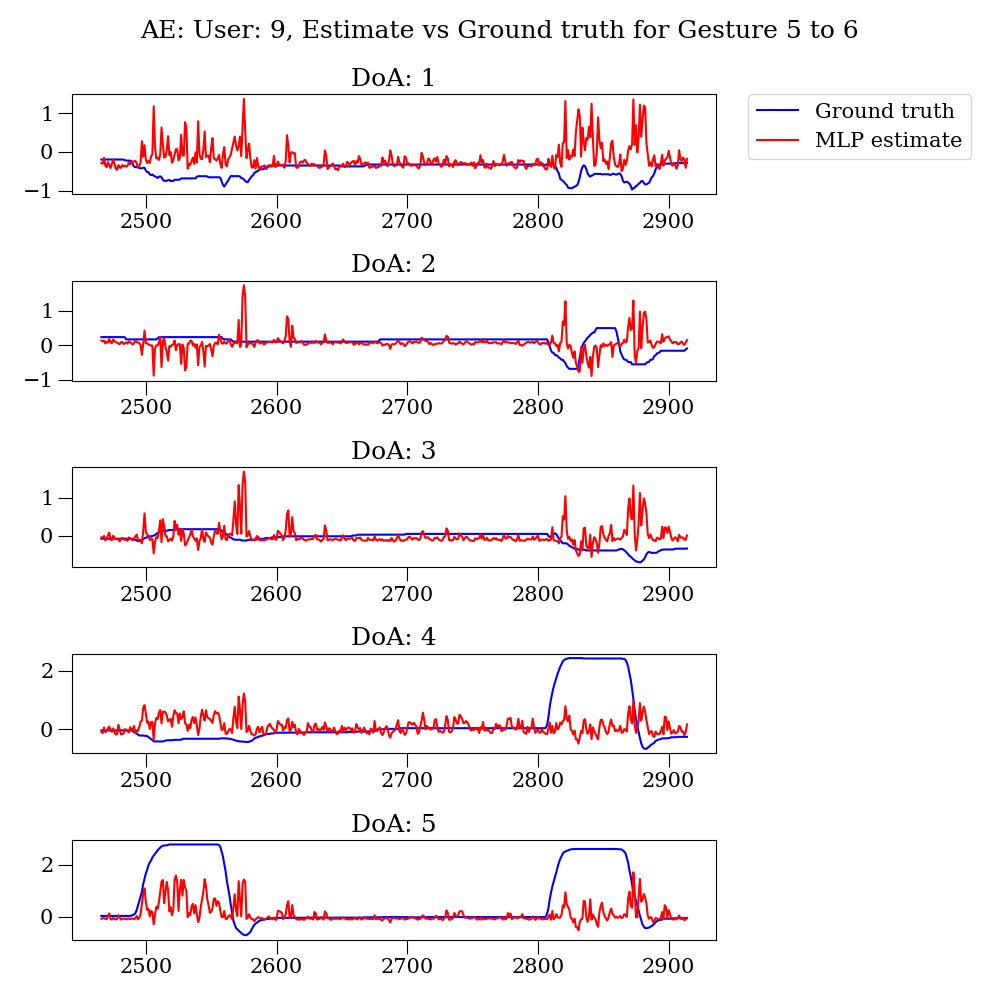 AE: User: 9, Estimate vs Ground truth for Gesture 5 to 6
DoA: 1
Ground truth
MLP estimate
1
0
−1
2500 2600 2700 2800 2900
DoA: 2
1
0
−1
2500 2600 2700 2800 2900
DoA: 3
1
0
2500 2600 2700 2800 2900
DoA: 4
2
0
2500 2600 2700 2800 2900
DoA: 5
2
0
2500 2600 2700 2800 2900